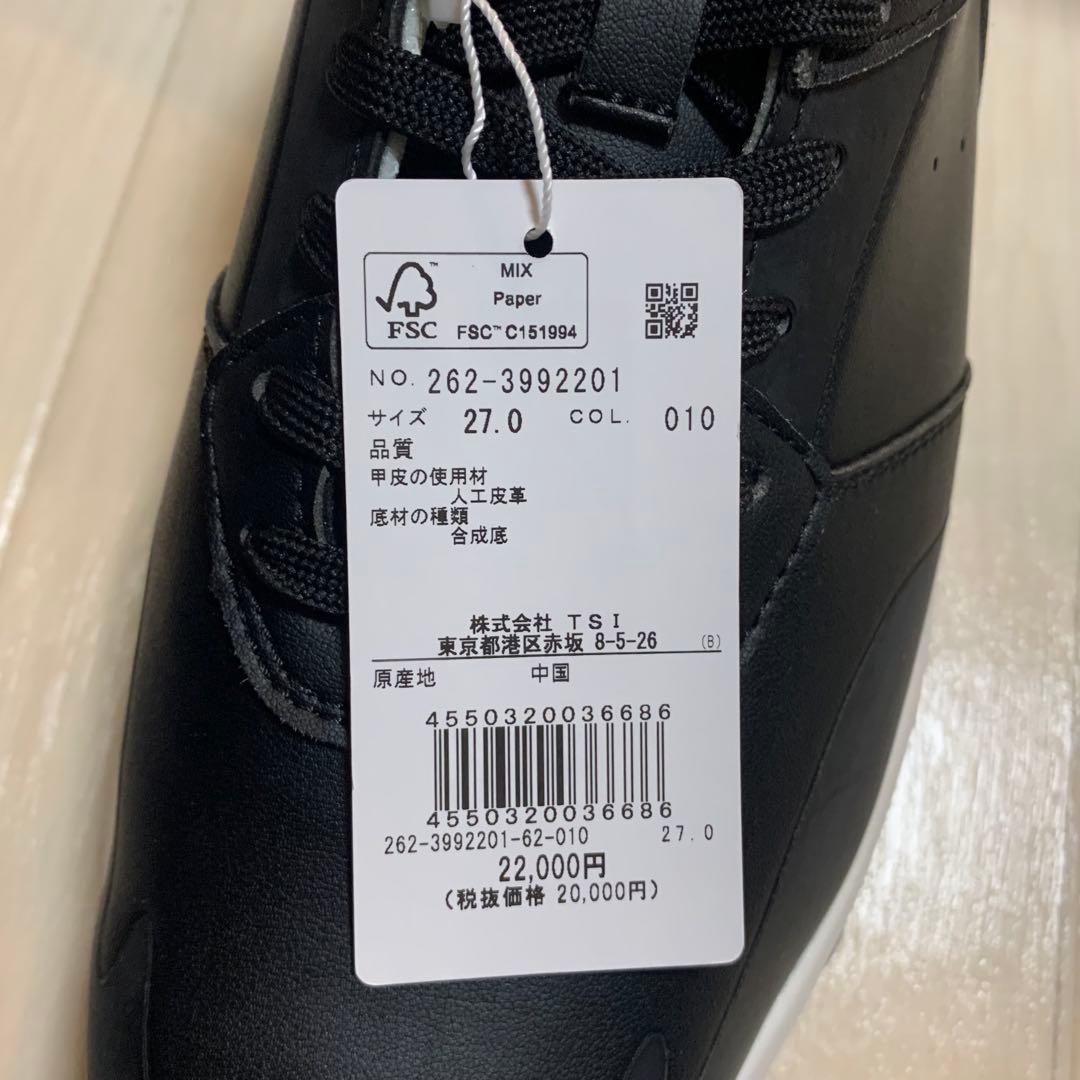 MIX
Paper
FSC™ C151994
FSC™
NO. 262-3992201
サイズ 27.0 COL. 010
品質
甲皮の使用材
人工皮革
底材の種類
合成底
株式会社 TSI
東京都港区赤坂 8-5-26 (B)
原産地 中国
4550320036686
4550320036686
262-3992201-62-010 27.0
22,000円
(税抜価格 20,000円)